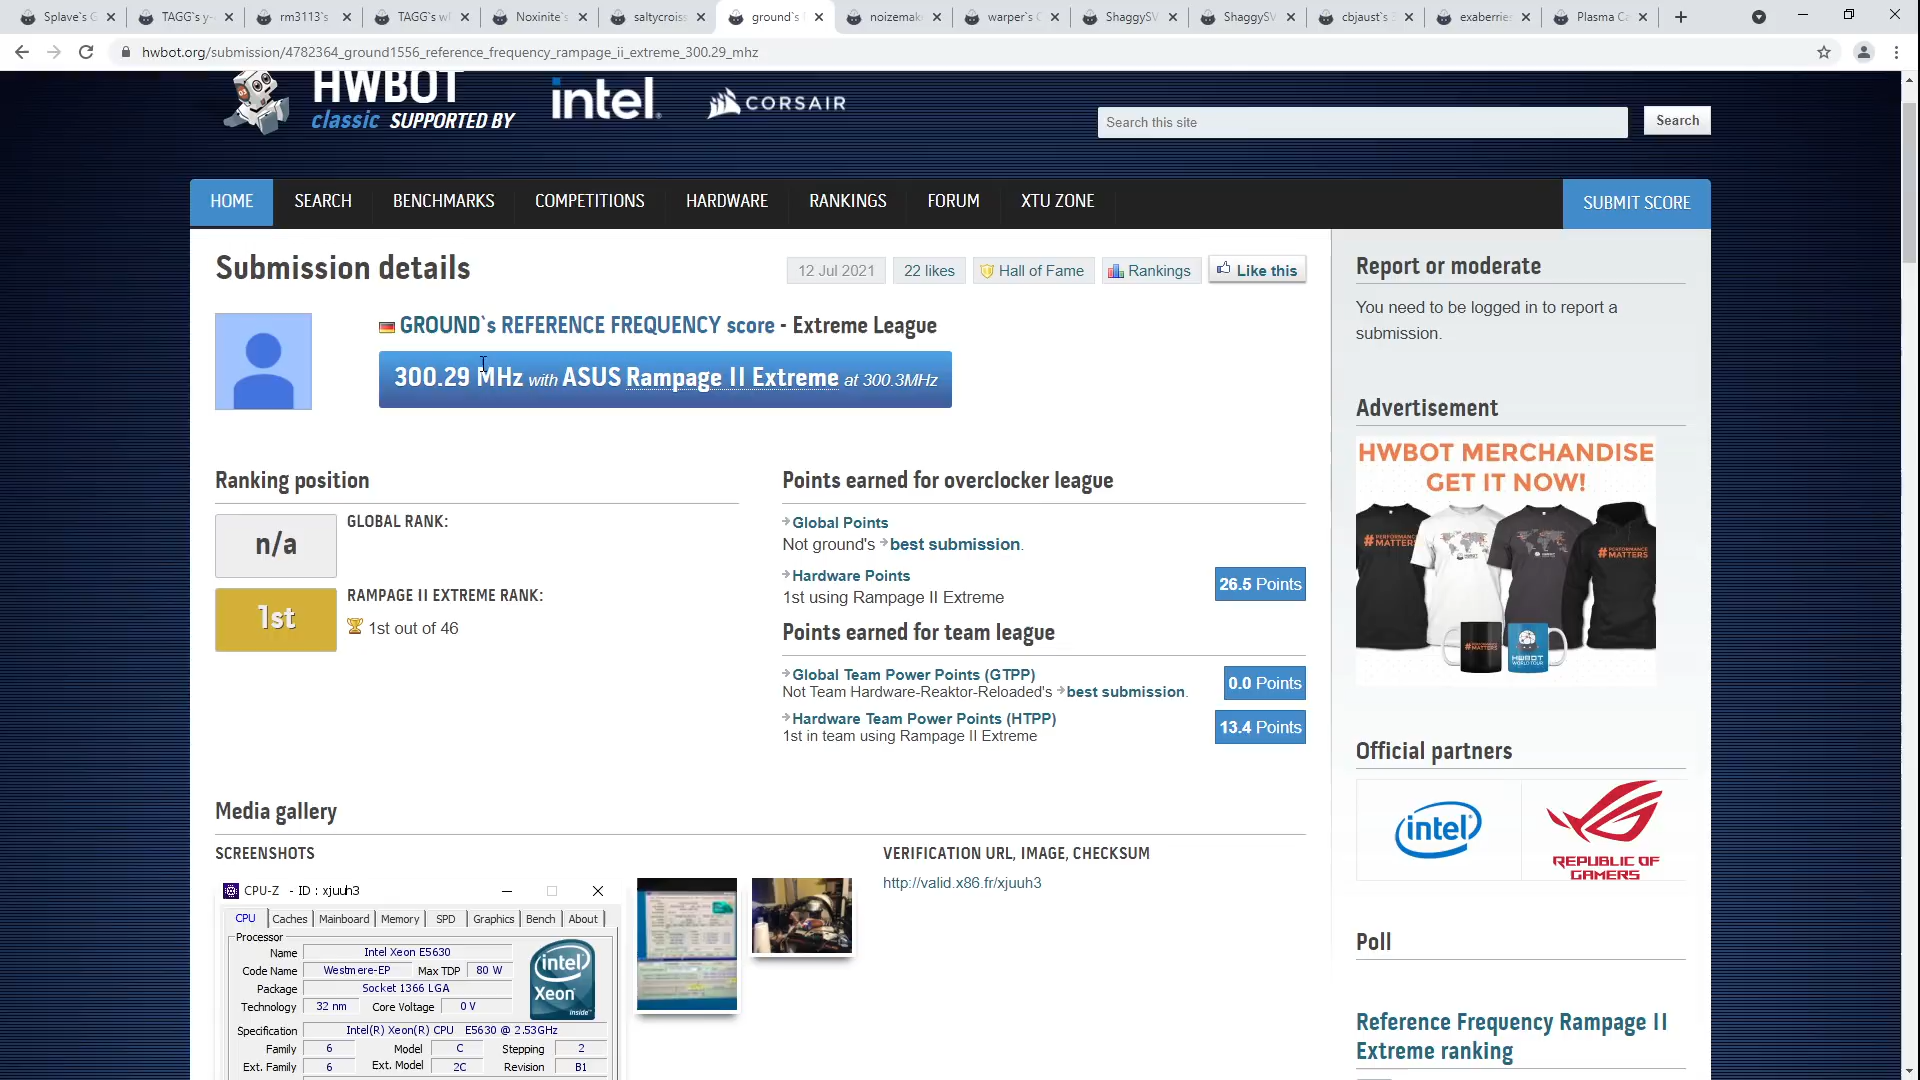 Splave`s G
TAGG`s y-
rm3113`s
TAGG`s wI
Noxinite`s
saltycrois
ground`s
noizemak
warper`s C
ShaggySV
ShaggySV
cbjaust`s
exaberrie
Plasma Ca
hwbot.org/submission/4782364_ground1556_reference_frequency_rampage_ii_extreme_300.29_mhz
HWBOT
classic SUPPORTED BY
intel.
CORSAIR
Search this site
Search
HOME
SEARCH
BENCHMARKS
COMPETITIONS
HARDWARE
RANKINGS
FORUM
XTU ZONE
SUBMIT SCORE
Submission details
12 Jul 2021
22 likes
Hall of Fame
Rankings
Like this
GROUND`s REFERENCE FREQUENCY score - Extreme League
300.29 MHz with ASUS Rampage II Extreme at 300.3MHz
Ranking position
n/a
GLOBAL RANK:
1st
RAMPAGE II EXTREME RANK:
1st out of 46
Points earned for overclocker league
Global Points
Not ground's best submission.
Hardware Points
1st using Rampage II Extreme
26.5 Points
Points earned for team league
Global Team Power Points (GTPP)
Not Team Hardware-Reaktor-Reloaded's best submission.
0.0 Points
Hardware Team Power Points (HTPP)
1st in team using Rampage II Extreme
13.4 Points
Media gallery
SCREENSHOTS
CPU-Z - ID : xjuuh3
CPU Caches Mainboard Memory SPD Graphics Bench About
Processor
Name Intel Xeon E5630
Code Name Westmere-EP Max TDP 80 W
Package Socket 1366 LGA
Technology 32 nm Core Voltage 0 V
Specification Intel(R) Xeon(R) CPU E5630 @ 2.53GHz
Family 6 Model C Stepping 2
Ext. Family 6 Ext. Model 2C Revision B1
intel
Xeon
inside™
VERIFICATION URL, IMAGE, CHECKSUM
http://valid.x86.fr/xjuuh3
Report or moderate
You need to be logged in to report a
submission.
Advertisement
HWBOT MERCHANDISE
GET IT NOW!
#PERFORMANCE
MATTERS
#PERFORMANCE
MATTERS
HWBOT
WORLD TOUR
Official partners
intel
REPUBLIC OF
GAMERS
Poll
Reference Frequency Rampage II
Extreme ranking